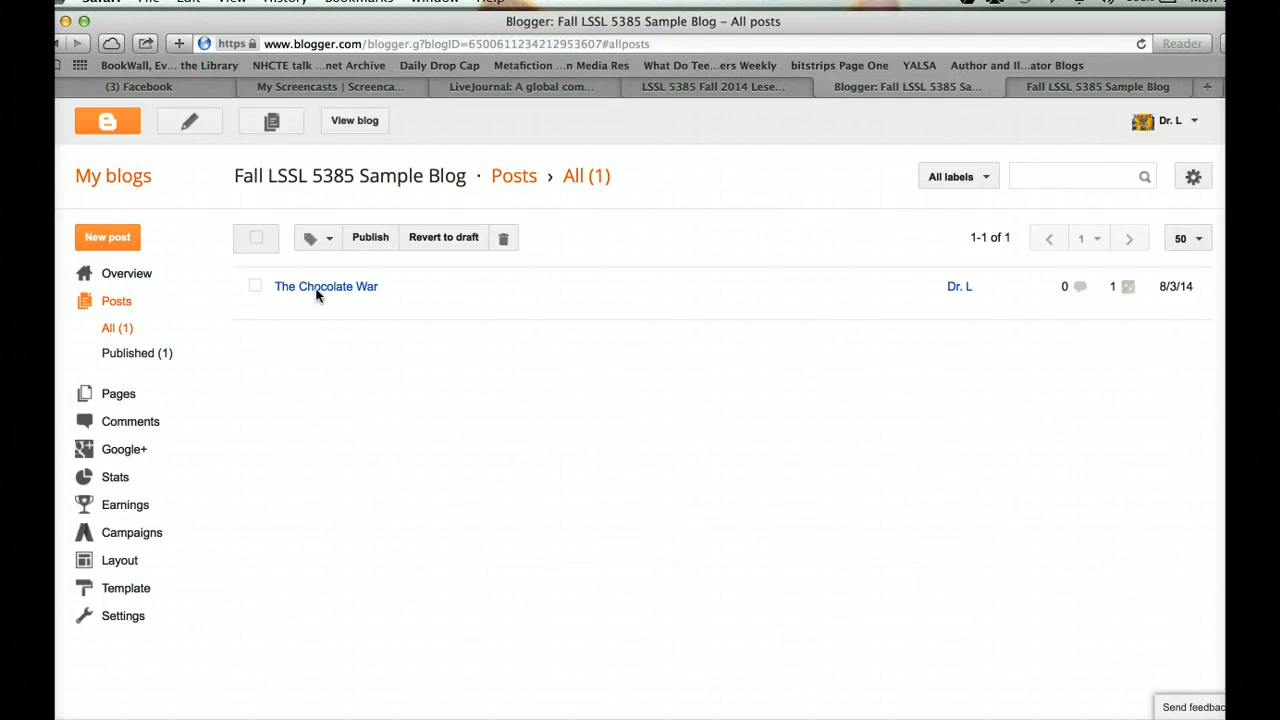 Blogger: Fall LSSL 5385 Sample Blog – All posts
https www.blogger.com/blogger.g?blogID=6500611234212953607#allposts Reader
BookWall, Ev... the Library NHCTE talk ...net Archive Daily Drop Cap Metafiction ...n Media Res What Do Tee...ers Weekly bitstrips Page One YALSA Author and Il...ator Blogs
(3) Facebook My Screencasts | Screenca... LiveJournal: A global com... LSSL 5385 Fall 2014 Lese... Blogger: Fall LSSL 5385 Sa... Fall LSSL 5385 Sample Blog +
View blog Dr. L
My blogs Fall LSSL 5385 Sample Blog · Posts › All (1) All labels
New post Publish Revert to draft 1-1 of 1 1 50
Overview
The Chocolate War Dr. L 0 1 8/3/14
Posts
All (1)
Published (1)
Pages
Comments
Google+
Stats
Earnings
Campaigns
Layout
Template
Settings
Send feedbac